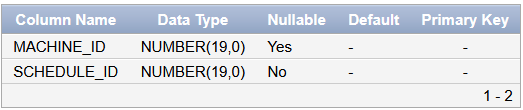 Column Name Data Type Nullable Default Primary Key
MACHINE_ID NUMBER(19,0) Yes - -
SCHEDULE_ID NUMBER(19,0) No - -
1 - 2